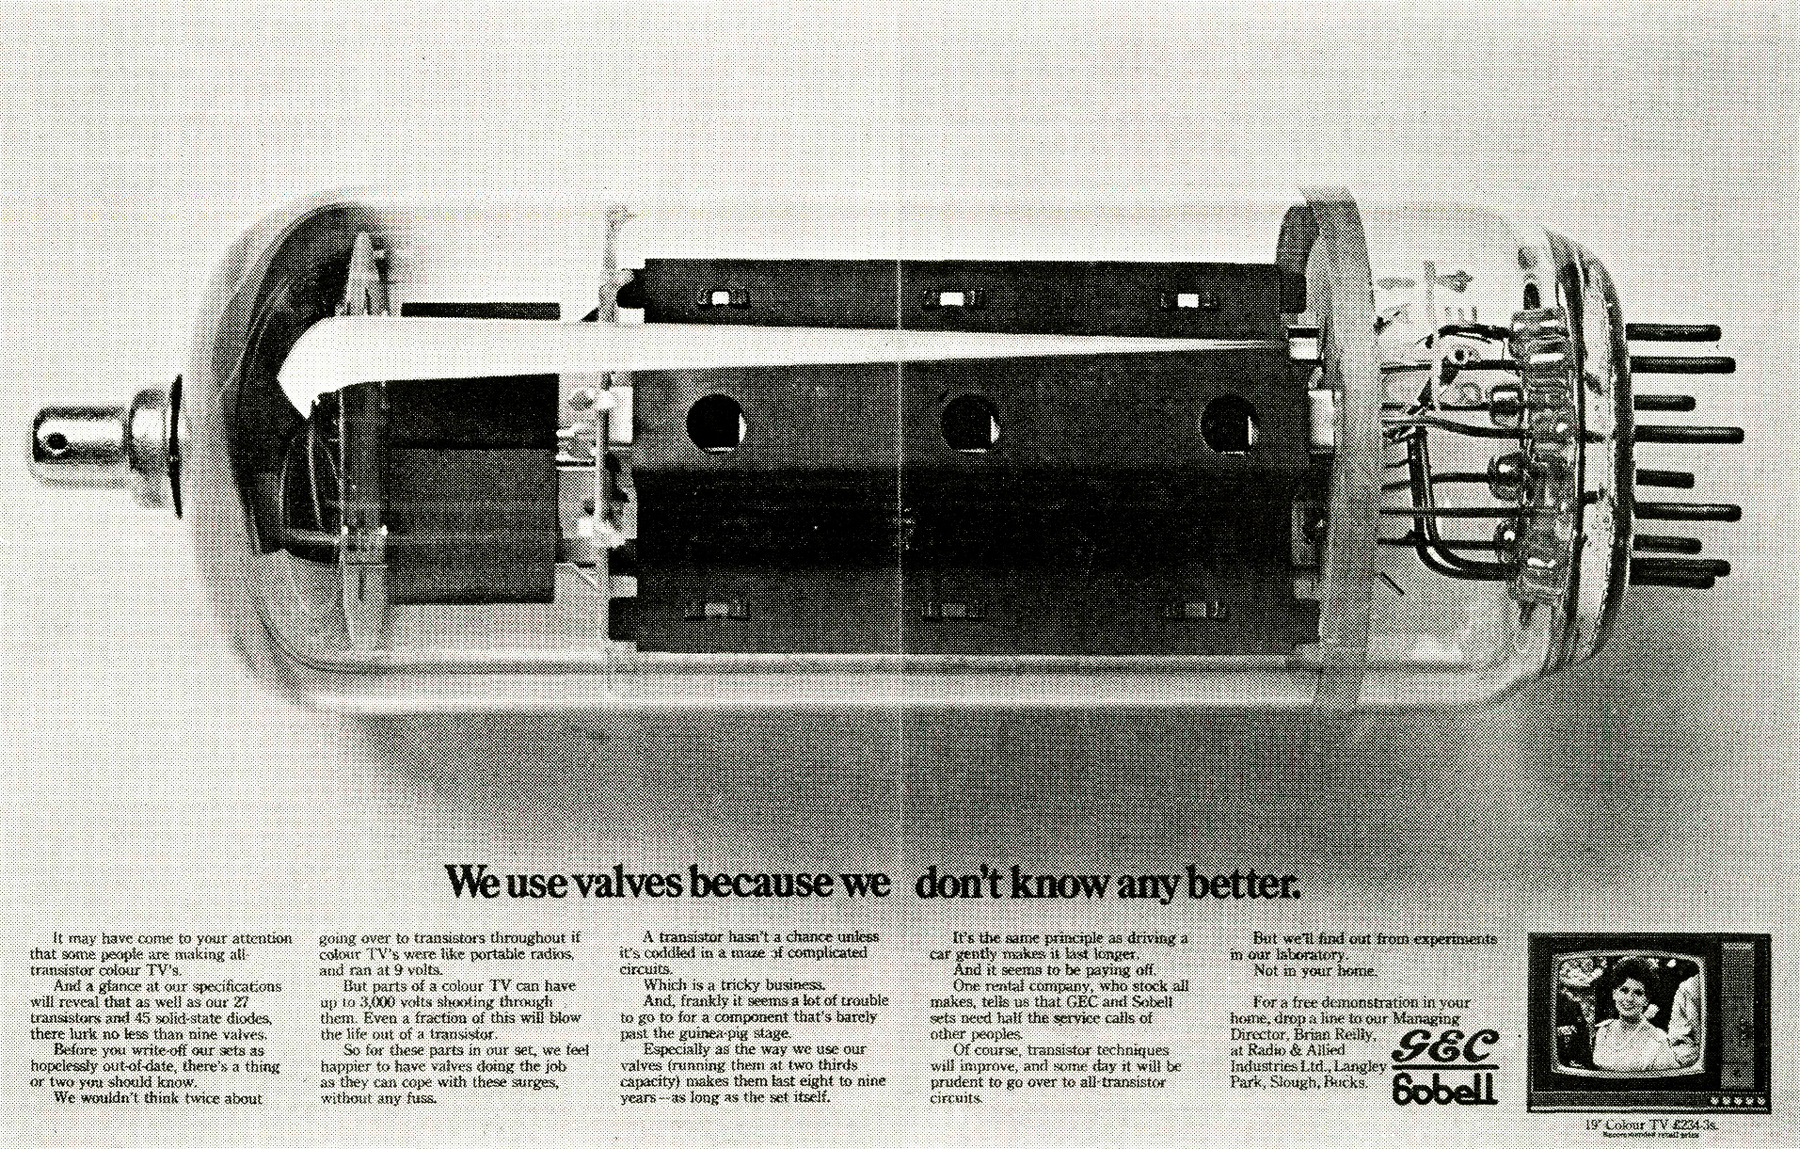 We use valves because we don't know any better.
It may have come to your attention
that some people are making all-
transistor colour TV's.
And a glance at our specifications
will reveal that as well as our 27
transistors and 45 solid-state diodes,
there lurk no less than nine valves.
Before you write-off our sets as
hopelessly out-of-date, there's a thing
or two you should know.
We wouldn't think twice about
going over to transistors throughout if
colour TV's were like portable radios,
and ran at 9 volts.
But parts of a colour TV can have
up to 3,000 volts shooting through
them. Even a fraction of this will blow
the life out of a transistor.
So for these parts in our set, we feel
happier to have valves doing the job
as they can cope with these surges,
without any fuss.
A transistor hasn't a chance unless
it's coddled in a maze of complicated
circuits.
Which is a tricky business.
And, frankly it seems a lot of trouble
to go to for a component that's barely
past the guinea-pig stage.
Especially as the way we use our
valves (running them at two thirds
capacity) makes them last eight to nine
years--as long as the set itself.
It's the same principle as driving a
car gently makes it last longer.
And it seems to be paying off.
One rental company, who stock all
makes, tells us that GEC and Sobell
sets need half the service calls of
other peoples.
Of course, transistor techniques
will improve, and some day it will be
prudent to go over to all-transistor
circuits.
But we'll find out from experiments
in our laboratory.
Not in your home.
For a free demonstration in your
home, drop a line to our Managing
Director, Brian Reilly,
at Radio & Allied
Industries Ltd., Langley
Park, Slough, Bucks.
GEC
Sobell
19" Colour TV £234-3s.
Recommended retail price